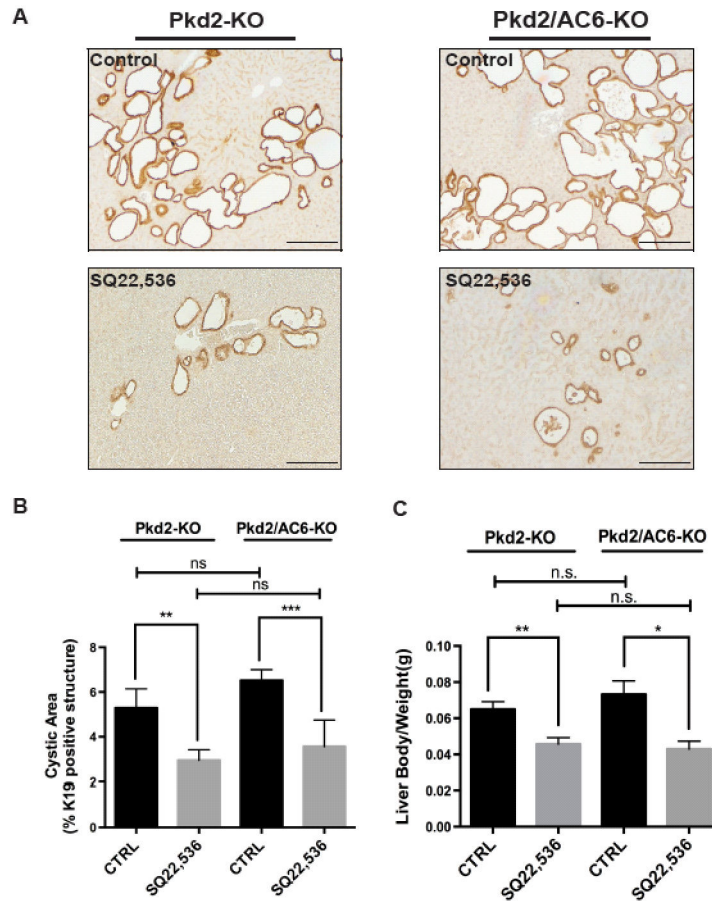 A
Pkd2-KO
Pkd2/AC6-KO
Control
Control
SQ22,536
SQ22,536
B
Pkd2-KO
Pkd2/AC6-KO
ns
ns
**
***
8
6
4
2
0
Cystic Area
(% K19 positive structure)
CTRL
SQ22,536
CTRL
SQ22,536
C
Pkd2-KO
Pkd2/AC6-KO
n.s.
n.s.
**
*
0.10
0.08
0.06
0.04
0.02
0.00
Liver Body/Weight(g)
CTRL
SQ22,536
CTRL
SQ22,536